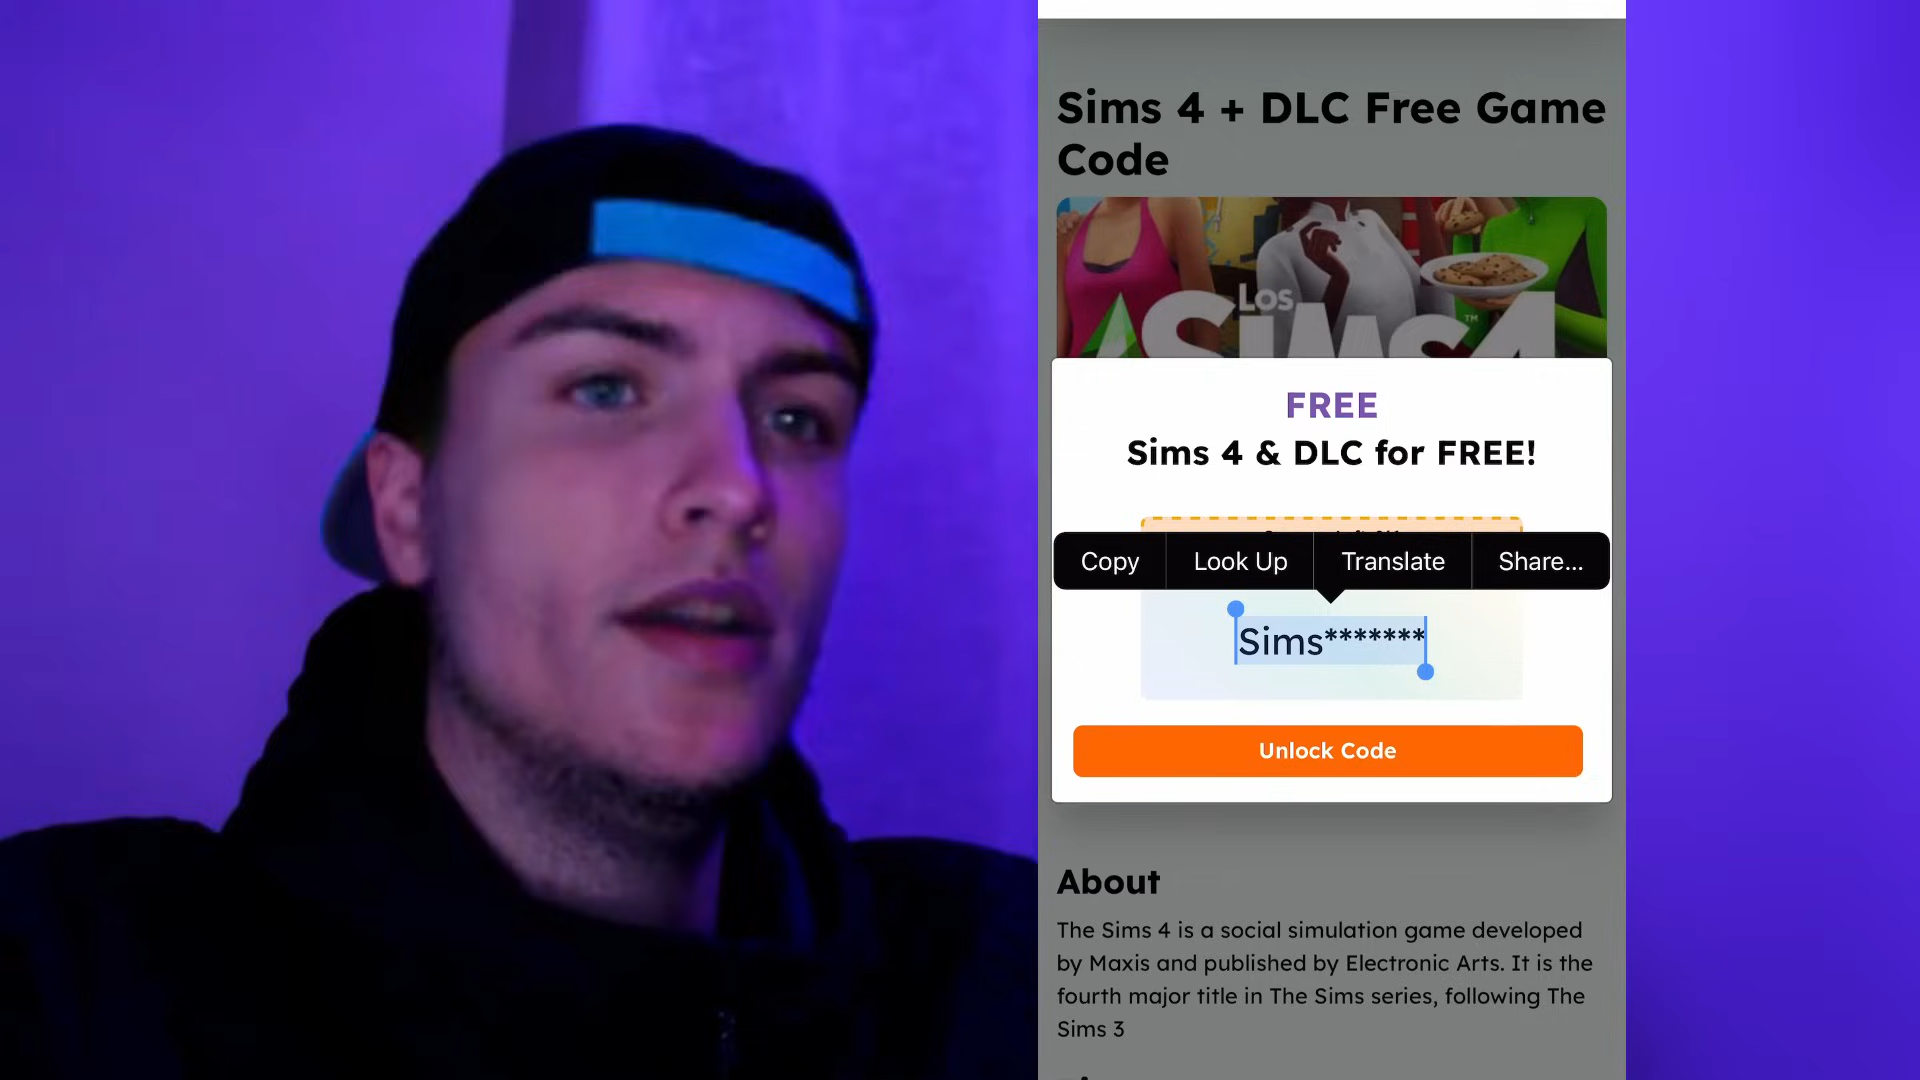 Sims 4 + DLC Free Game
Code
LOS
SiMS4
TM
FREE
Sims 4 & DLC for FREE!
Copy
Look Up
Translate
Share...
Sims*******
Unlock Code
About
The Sims 4 is a social simulation game developed
by Maxis and published by Electronic Arts. It is the
fourth major title in The Sims series, following The
Sims 3